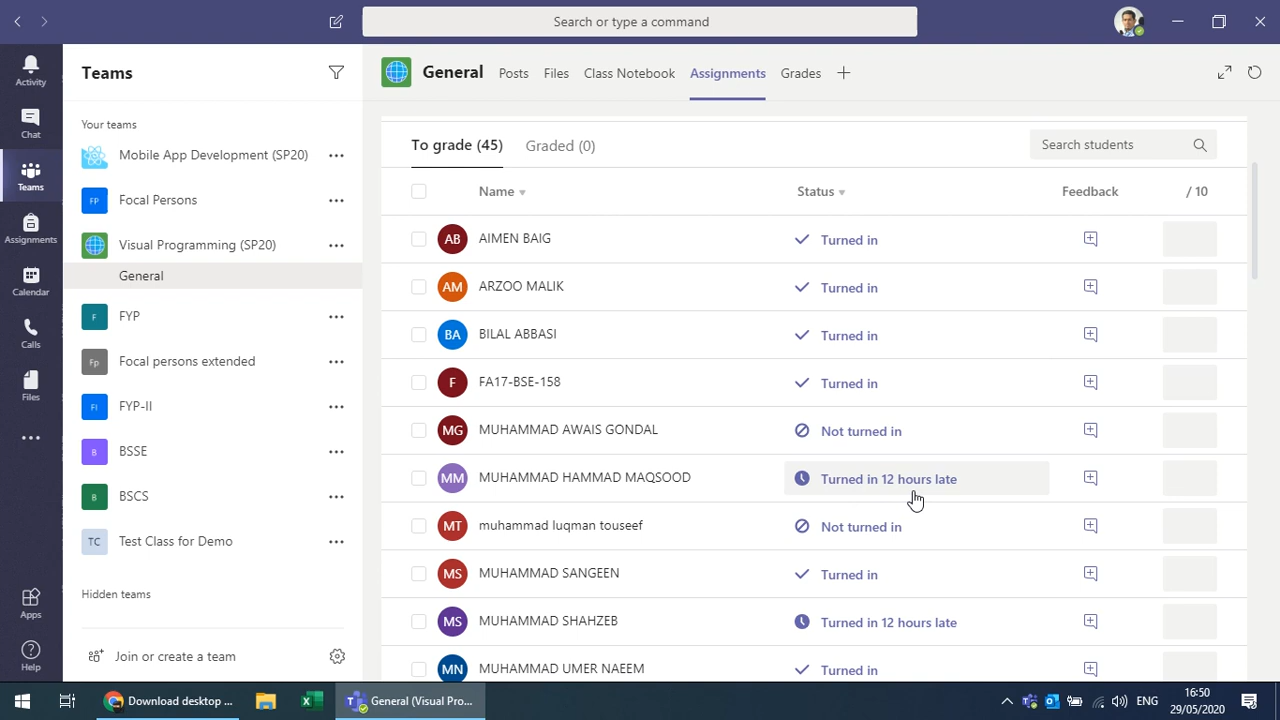 Search or type a command
Activity
Chat
Teams
Assignments
Calendar
Calls
Files
Apps
Help
Teams
Your teams
Mobile App Development (SP20)
FP
Focal Persons
Visual Programming (SP20)
General
F
FYP
Fp
Focal persons extended
FI
FYP-II
B
BSSE
B
BSCS
TC
Test Class for Demo
Hidden teams
Join or create a team
General Posts Files Class Notebook Assignments Grades
To grade (45) Graded (0) Search students
Name Status Feedback / 10
AB AIMEN BAIG Turned in
AM ARZOO MALIK Turned in
BA BILAL ABBASI Turned in
F FA17-BSE-158 Turned in
MG MUHAMMAD AWAIS GONDAL Not turned in
MM MUHAMMAD HAMMAD MAQSOOD Turned in 12 hours late
MT muhammad luqman touseef Not turned in
MS MUHAMMAD SANGEEN Turned in
MS MUHAMMAD SHAHZEB Turned in 12 hours late
MN MUHAMMAD UMER NAEEM Turned in
Download desktop ... General (Visual Pro... ENG 16:50
29/05/2020